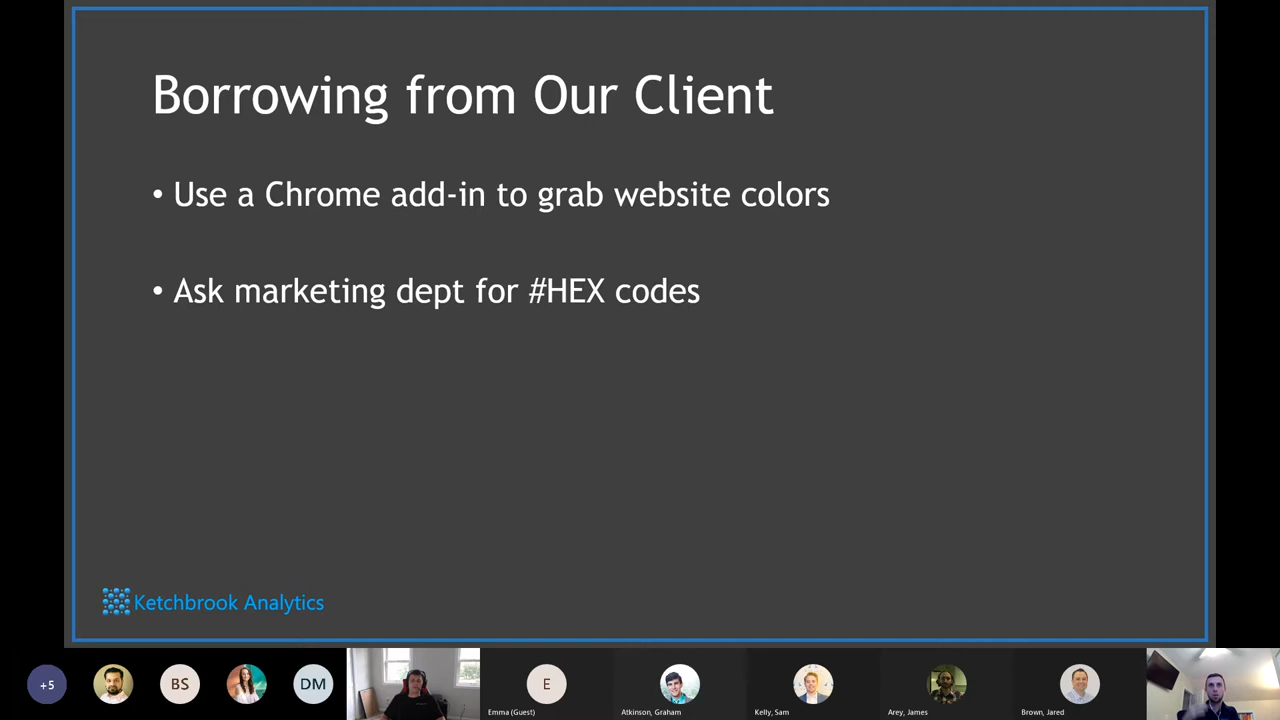 Borrowing from Our Client
• Use a Chrome add-in to grab website colors
• Ask marketing dept for #HEX codes
Ketchbrook Analytics
+5
BS
DM
E
Emma (Guest)
Atkinson, Graham
Kelly, Sam
Arey, James
Brown, Jared